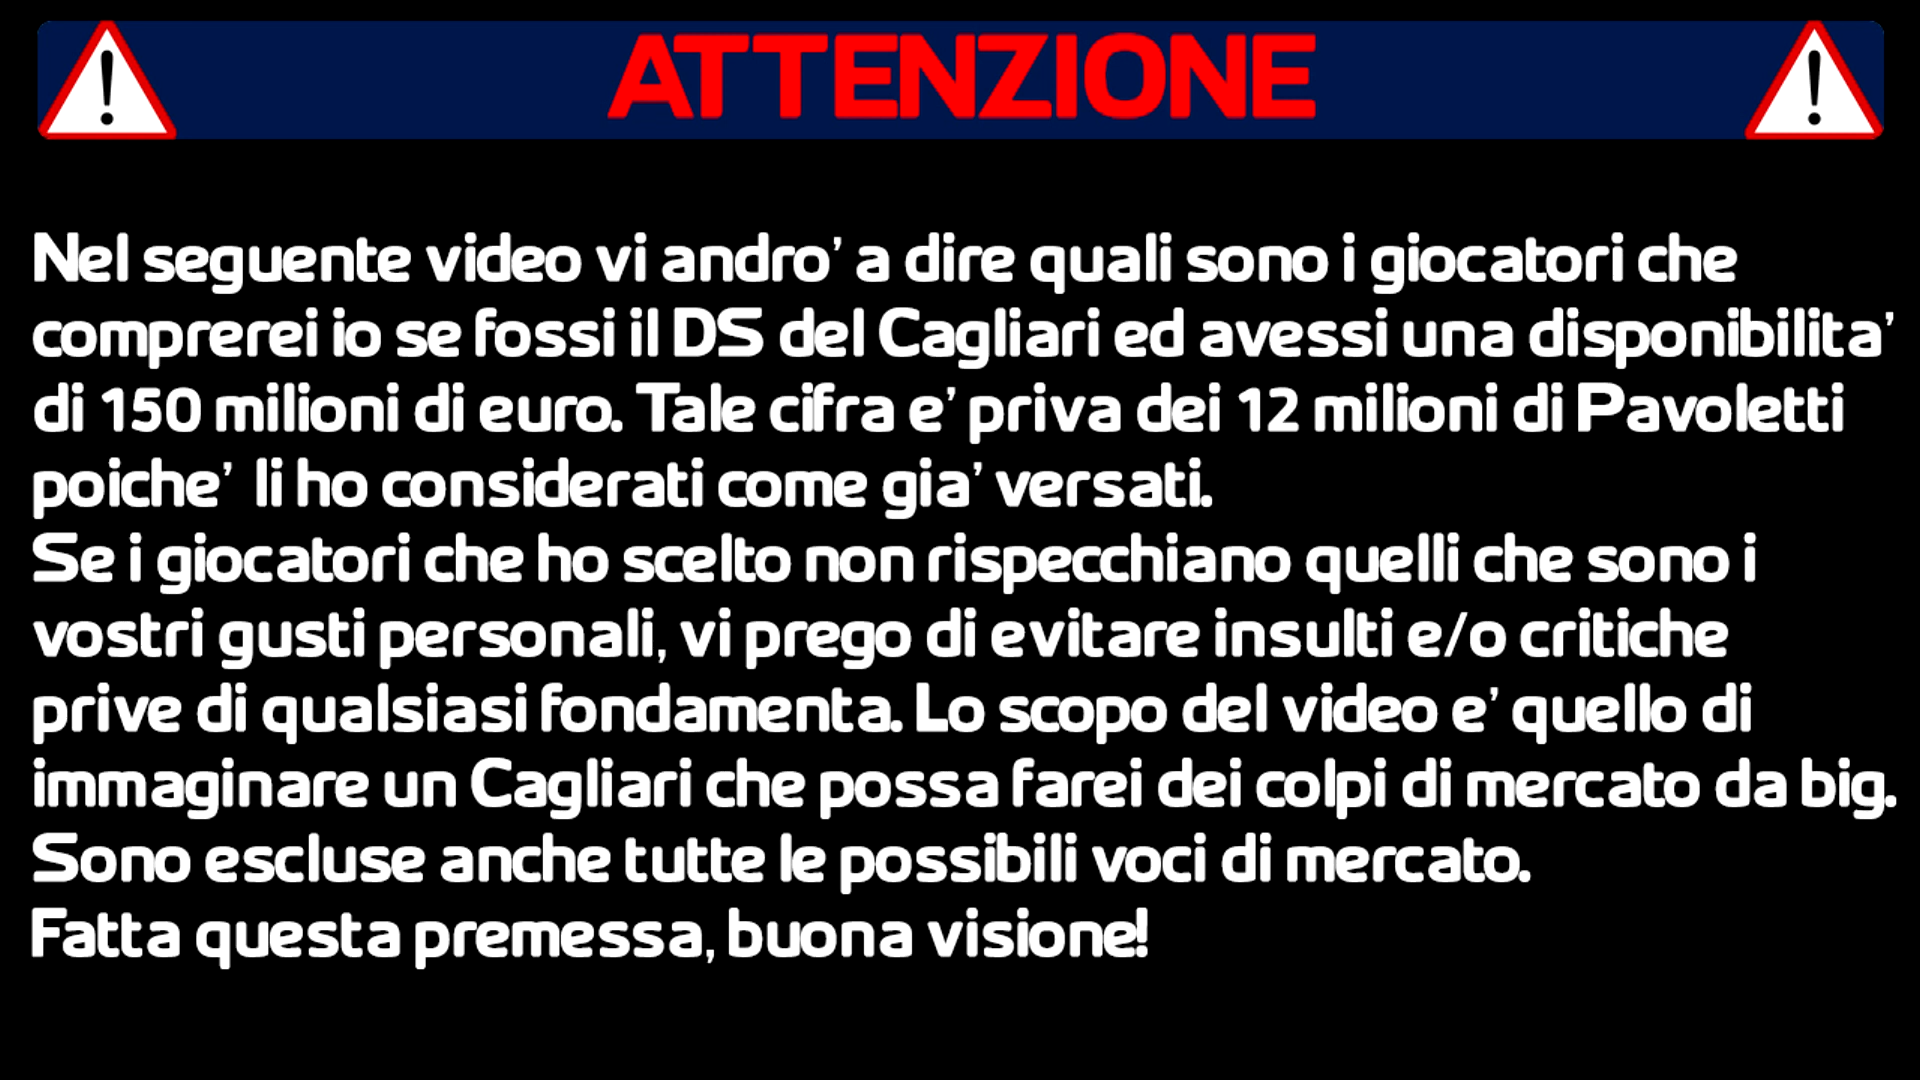 ATTENZIONE
Nel seguente video vi andro' a dire quali sono i giocatori che
comprerei io se fossi il DS del Cagliari ed avessi una disponibilita'
di 150 milioni di euro. Tale cifra e' priva dei 12 milioni di Pavoletti
poiche' li ho considerati come gia' versati.
Se i giocatori che ho scelto non rispecchiano quelli che sono i
vostri gusti personali, vi prego di evitare insulti e/o critiche
prive di qualsiasi fondamenta. Lo scopo del video e' quello di
immaginare un Cagliari che possa farei dei colpi di mercato da big.
Sono escluse anche tutte le possibili voci di mercato.
Fatta questa premessa, buona visione!